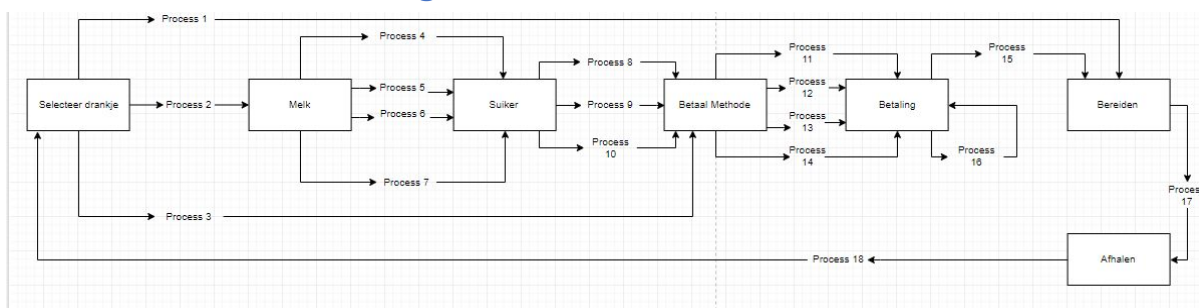 Process 1
Process 4
Process 11
Process 15
Process 8
Process 5
Process 12
Selecteer drankje
Process 2
Melk
Suiker
Process 9
Betaal Methode
Betaling
Bereiden
Process 6
Process 13
Process 10
Process 14
Process 16
Process 7
Proces
17
Process 3
Process 18
Afhalen